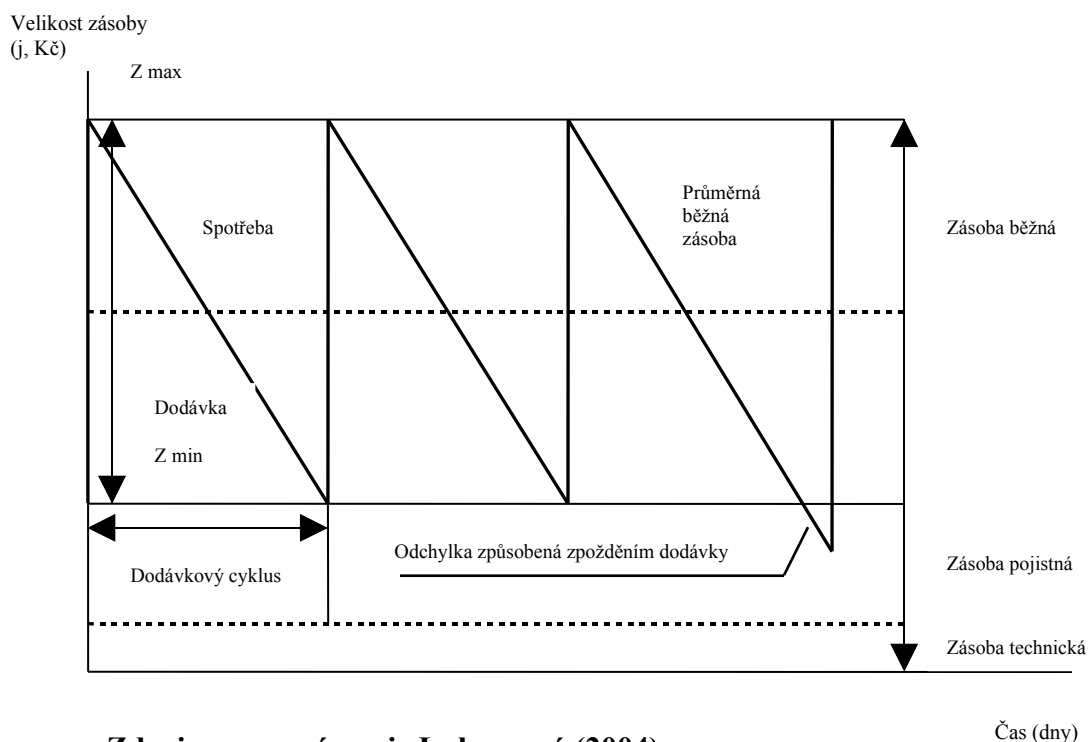 Velikost zásoby
(j, Kč)
Z max
Průměrná
běžná
zásoba
Spotřeba
Zásoba běžná
Dodávka
Z min
Odchylka způsobená zpožděním dodávky
Dodávkový cyklus
Zásoba pojistná
Zásoba technická
Čas (dny)
(2004)